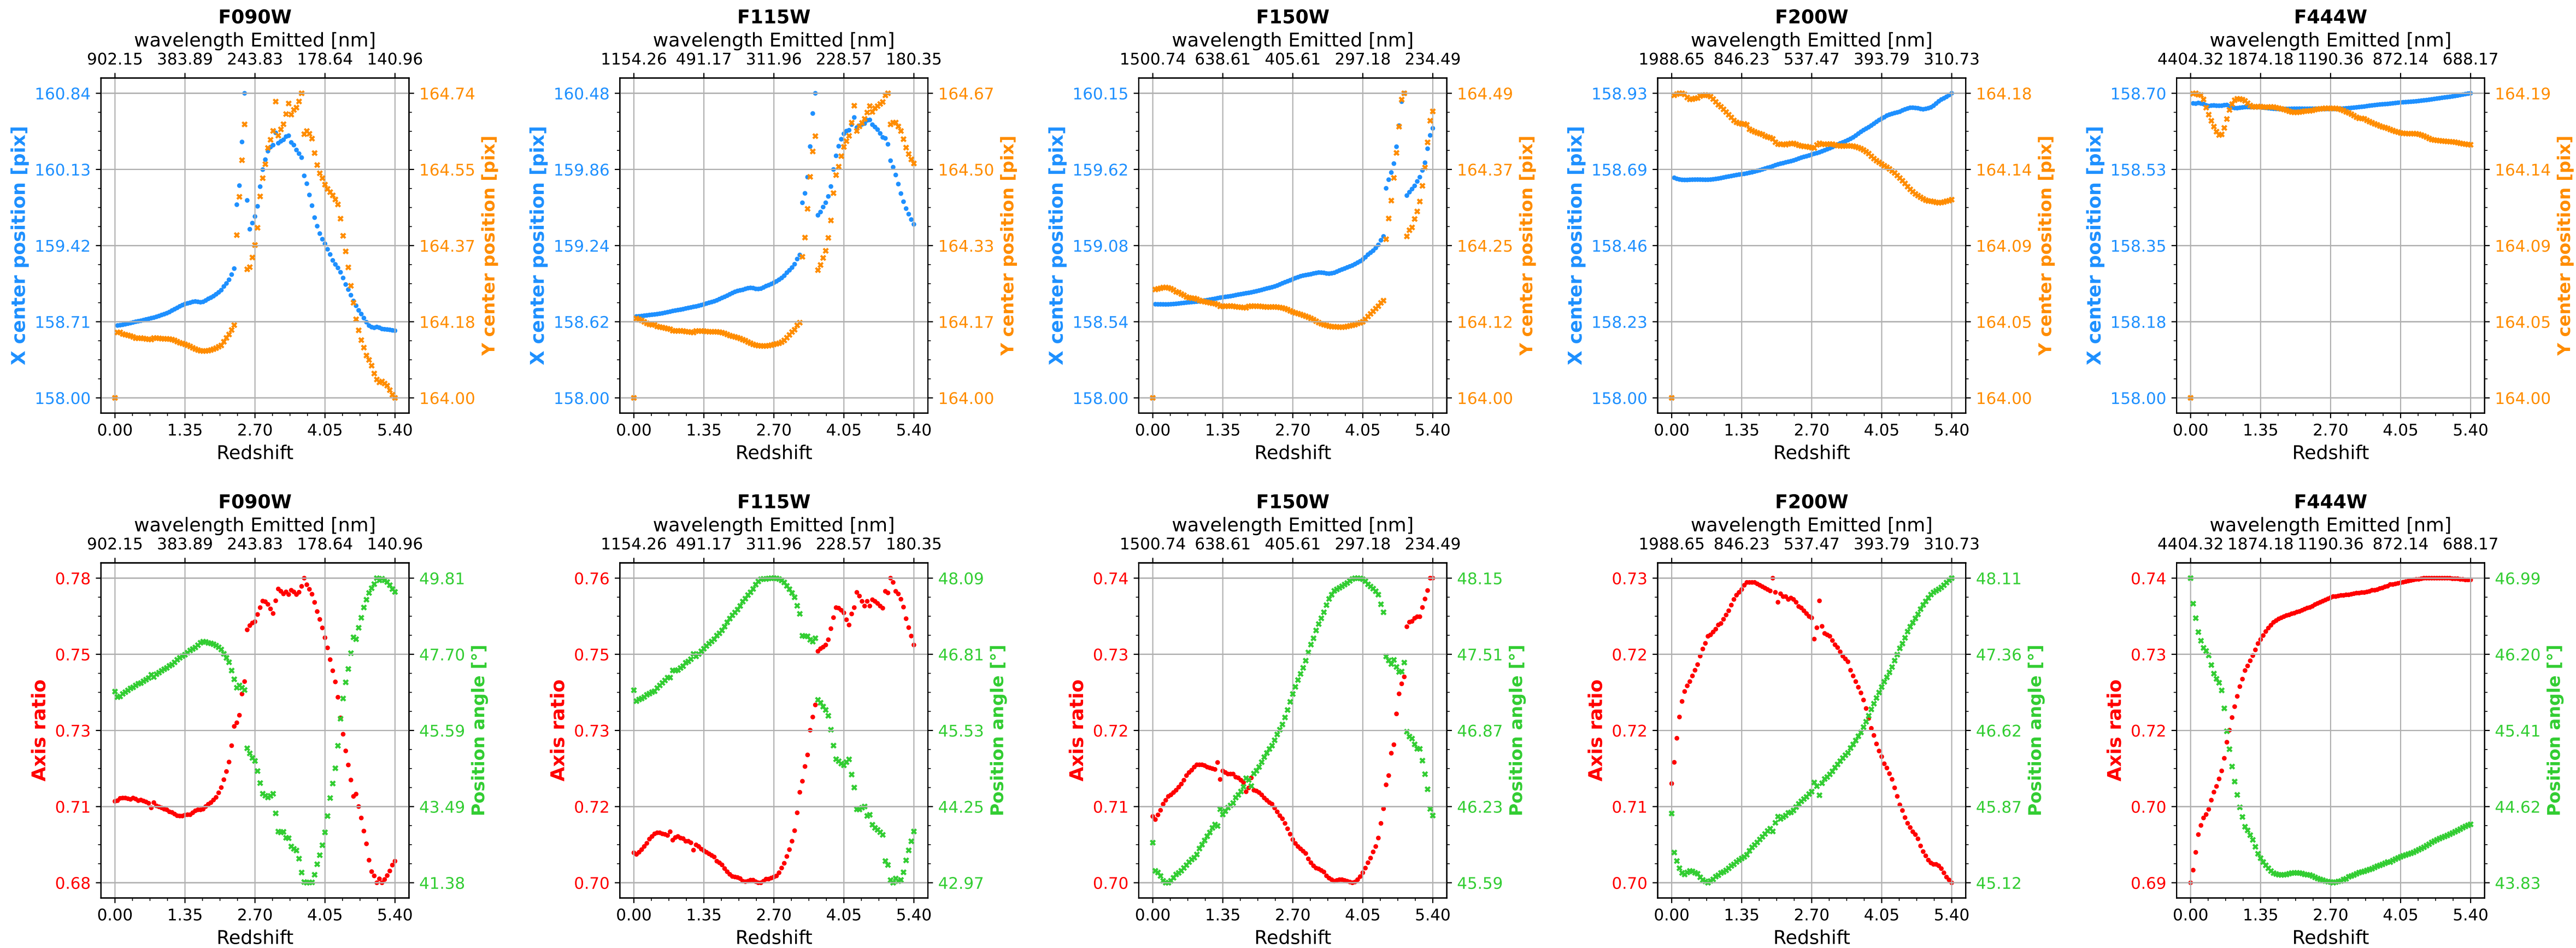 F090W
wavelength Emitted [nm]
902.15 383.89 243.83 178.64 140.96
160.84
160.13
159.42
158.71
158.00
X center position [pix]
164.74
164.55
164.37
164.18
164.00
Y center position [pix]
0.00 1.35 2.70 4.05 5.40
Redshift
F115W
wavelength Emitted [nm]
1154.26 491.17 311.96 228.57 180.35
160.48
159.86
159.24
158.62
158.00
X center position [pix]
164.67
164.50
164.33
164.17
164.00
Y center position [pix]
0.00 1.35 2.70 4.05 5.40
Redshift
F150W
wavelength Emitted [nm]
1500.74 638.61 405.61 297.18 234.49
160.15
159.62
159.08
158.54
158.00
X center position [pix]
164.49
164.37
164.25
164.12
164.00
Y center position [pix]
0.00 1.35 2.70 4.05 5.40
Redshift
F200W
wavelength Emitted [nm]
1988.65 846.23 537.47 393.79 310.73
158.93
158.69
158.46
158.23
158.00
X center position [pix]
164.18
164.14
164.09
164.05
164.00
Y center position [pix]
0.00 1.35 2.70 4.05 5.40
Redshift
F444W
wavelength Emitted [nm]
4404.32 1874.18 1190.36 872.14 688.17
158.70
158.53
158.35
158.18
158.00
X center position [pix]
164.19
164.14
164.09
164.05
164.00
Y center position [pix]
0.00 1.35 2.70 4.05 5.40
Redshift
F090W
wavelength Emitted [nm]
902.15 383.89 243.83 178.64 140.96
0.78
0.75
0.73
0.71
0.68
Axis ratio
49.81
47.70
45.59
43.49
41.38
Position angle [°]
0.00 1.35 2.70 4.05 5.40
Redshift
F115W
wavelength Emitted [nm]
1154.26 491.17 311.96 228.57 180.35
0.76
0.75
0.73
0.72
0.70
Axis ratio
48.09
46.81
45.53
44.25
42.97
Position angle [°]
0.00 1.35 2.70 4.05 5.40
Redshift
F150W
wavelength Emitted [nm]
1500.74 638.61 405.61 297.18 234.49
0.74
0.73
0.72
0.71
0.70
Axis ratio
48.15
47.51
46.87
46.23
45.59
Position angle [°]
0.00 1.35 2.70 4.05 5.40
Redshift
F200W
wavelength Emitted [nm]
1988.65 846.23 537.47 393.79 310.73
0.73
0.72
0.72
0.71
0.70
Axis ratio
48.11
47.36
46.62
45.87
45.12
Position angle [°]
0.00 1.35 2.70 4.05 5.40
Redshift
F444W
wavelength Emitted [nm]
4404.32 1874.18 1190.36 872.14 688.17
0.74
0.73
0.72
0.70
0.69
Axis ratio
46.99
46.20
45.41
44.62
43.83
Position angle [°]
0.00 1.35 2.70 4.05 5.40
Redshift